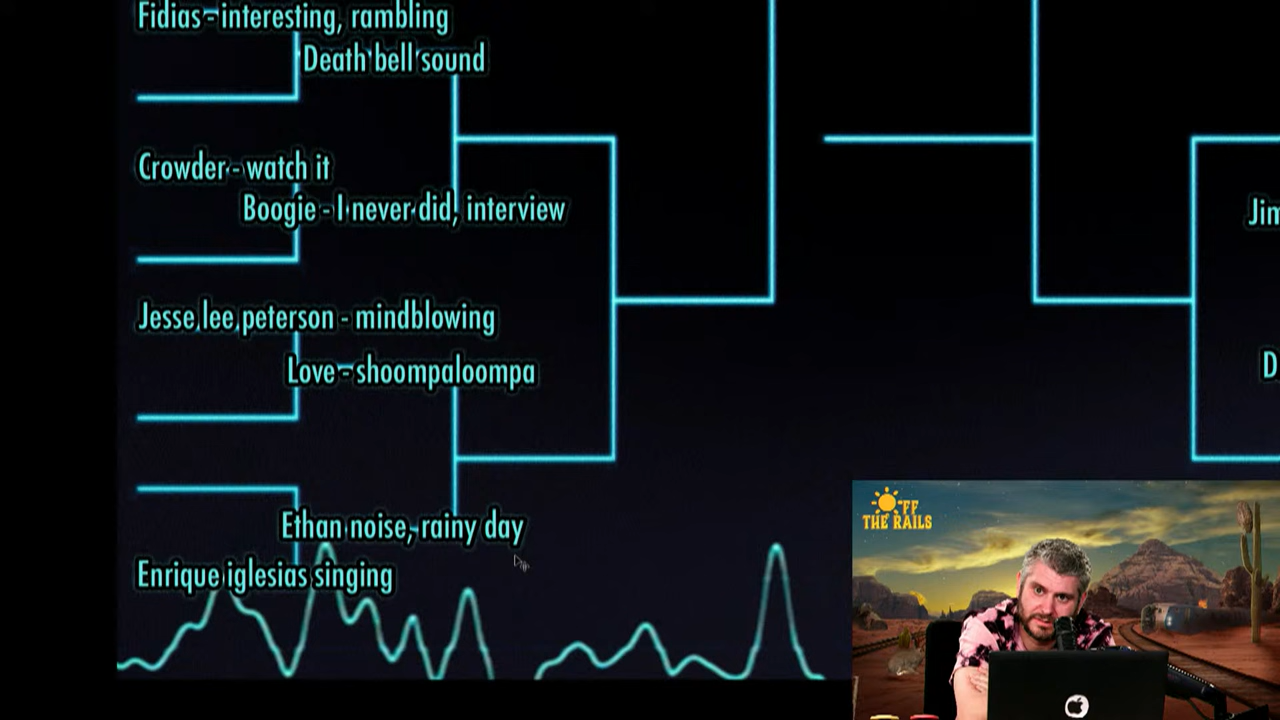 Fidias - interesting, rambling
Death bell sound
Crowder - watch it
Boogie - I never did, interview
Jim
Jesse lee peterson - mindblowing
Love - shoompaloompa
D
Ethan noise, rainy day
Enrique iglesias singing
OFF
THE RAILS